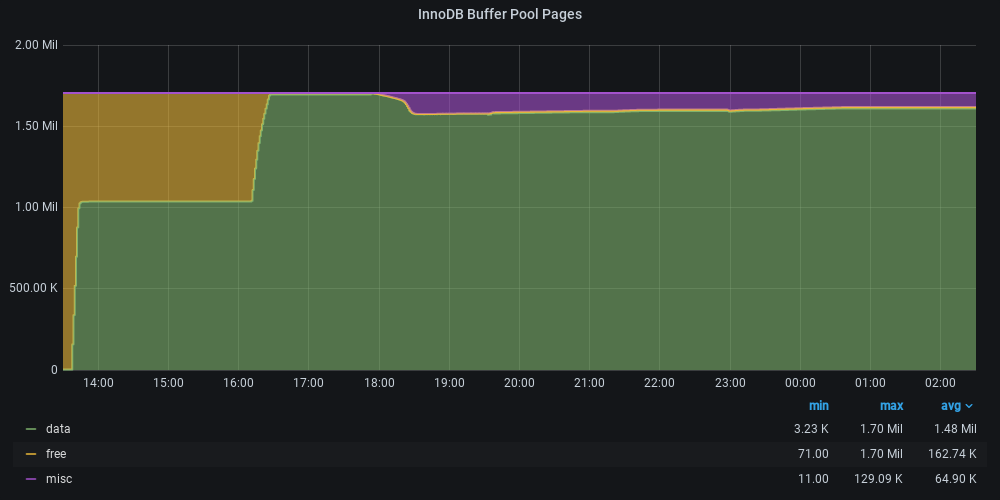 InnoDB Buffer Pool Pages
2.00 Mil
1.50 Mil
1.00 Mil
500.00 K
0
14:00 15:00 16:00 17:00 18:00 19:00 20:00 21:00 22:00 23:00 00:00 01:00 02:00
min max avg
data 3.23 K 1.70 Mil 1.48 Mil
free 71.00 1.70 Mil 162.74 K
misc 11.00 129.09 K 64.90 K